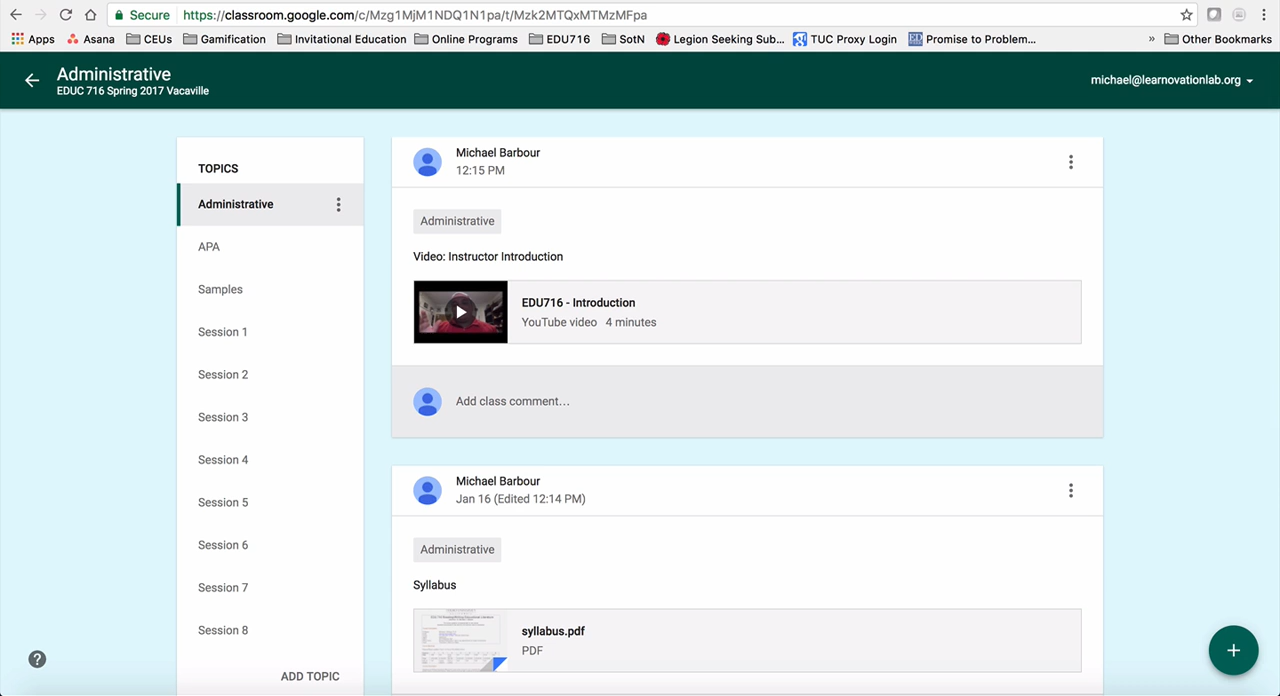 Secure https://classroom.google.com/c/Mzg1MjM1NDQ1N1pa/t/Mzk2MTQxMTMzMFpa
Apps Asana CEUs Gamification Invitational Education Online Programs EDU716 SotN Legion Seeking Sub... TUC Proxy Login Promise to Problem... » Other Bookmarks
Administrative
EDUC 716 Spring 2017 Vacaville
michael@learnovationlab.org
TOPICS
Administrative
APA
Samples
Session 1
Session 2
Session 3
Session 4
Session 5
Session 6
Session 7
Session 8
ADD TOPIC
Michael Barbour
12:15 PM
Administrative
Video: Instructor Introduction
EDU716 - Introduction
YouTube video 4 minutes
Add class comment…
Michael Barbour
Jan 16 (Edited 12:14 PM)
Administrative
Syllabus
syllabus.pdf
PDF